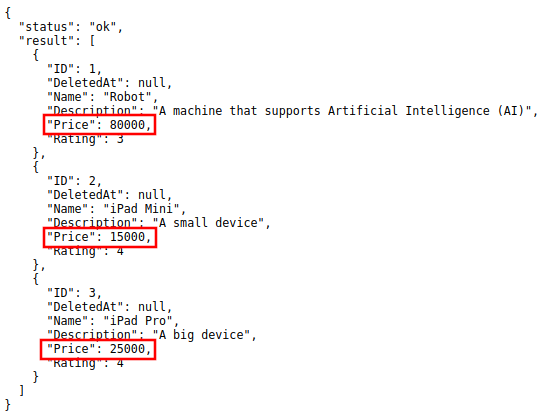 {
  "status": "ok",
  "result": [
    {
      "ID": 1,
      "DeletedAt": null,
      "Name": "Robot",
      "Description": "A machine that supports Artificial Intelligence (AI)",
      "Price": 80000,
      "Rating": 3
    },
    {
      "ID": 2,
      "DeletedAt": null,
      "Name": "iPad Mini",
      "Description": "A small device",
      "Price": 15000,
      "Rating": 4
    },
    {
      "ID": 3,
      "DeletedAt": null,
      "Name": "iPad Pro",
      "Description": "A big device",
      "Price": 25000,
      "Rating": 4
    }
  ]
}